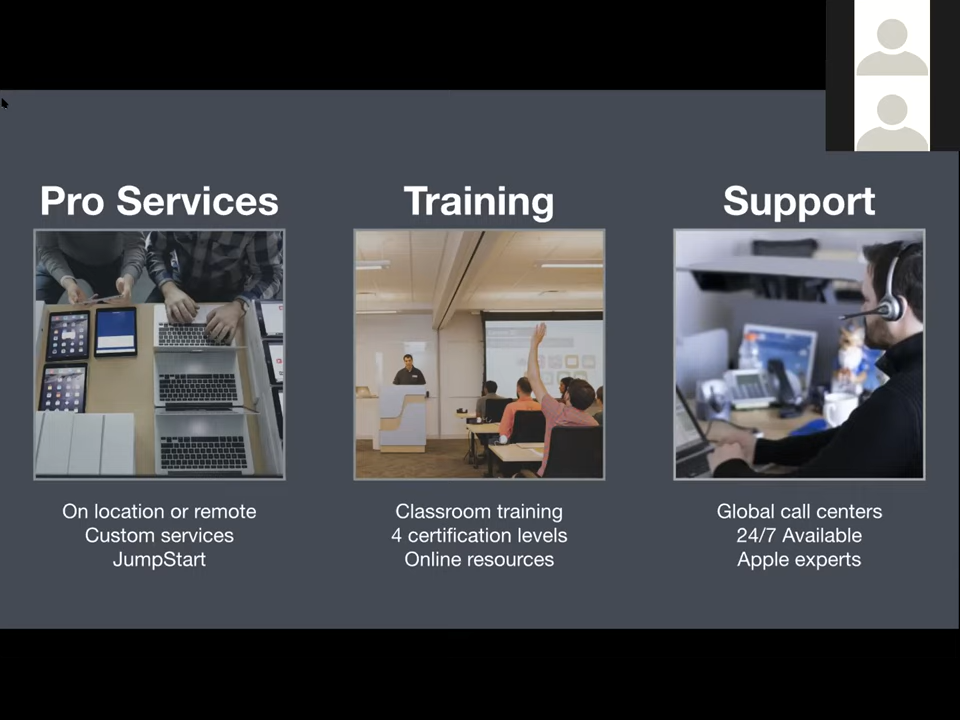 Pro Services
Training
Support
On location or remote
Custom services
JumpStart
Classroom training
4 certification levels
Online resources
Global call centers
24/7 Available
Apple experts